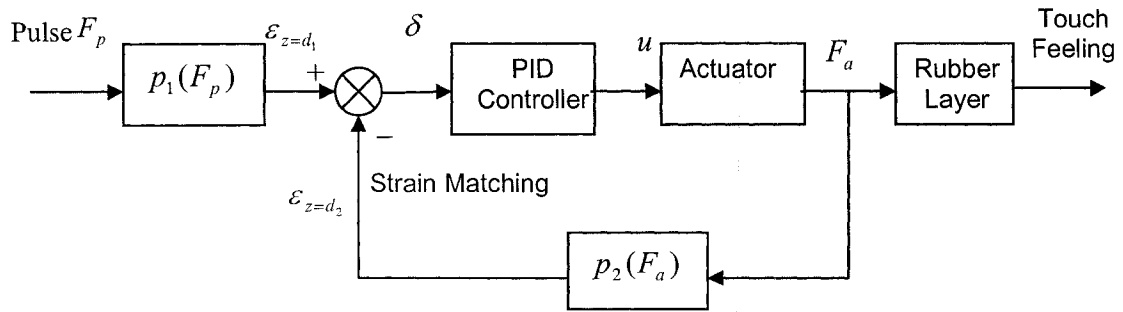 Pulse F_p
p_1(F_p)
ε_{z=d_1}
+
−
δ
PID
Controller
u
Actuator
F_a
Rubber
Layer
Touch
Feeling
Strain Matching
ε_{z=d_2}
p_2(F_a)